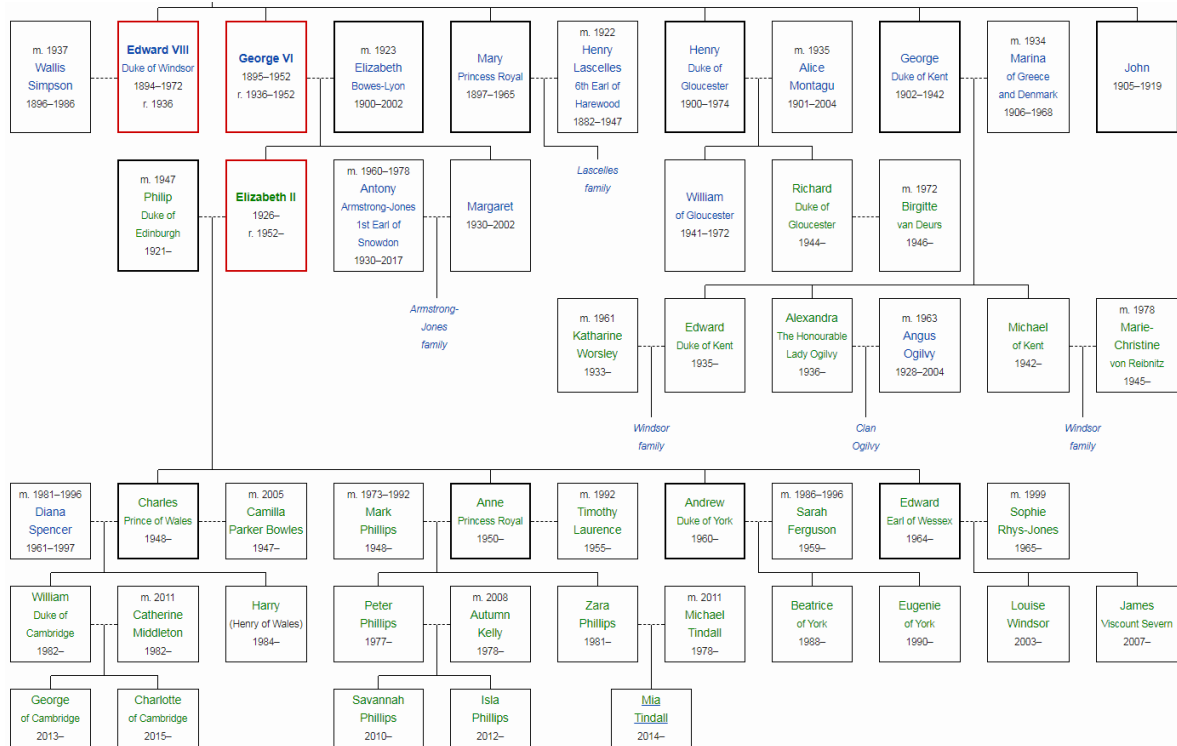 m. 1937
Wallis
Simpson
1896–1986
Edward VIII
Duke of Windsor
1894–1972
r. 1936
George VI
1895–1952
r. 1936–1952
m. 1923
Elizabeth
Bowes-Lyon
1900–2002
Mary
Princess Royal
1897–1965
m. 1922
Henry
Lascelles
6th Earl of
Harewood
1882–1947
Henry
Duke of
Gloucester
1900–1974
m. 1935
Alice
Montagu
1901–2004
George
Duke of Kent
1902–1942
m. 1934
Marina
of Greece
and Denmark
1906–1968
John
1905–1919
Lascelles
family
m. 1947
Philip
Duke of
Edinburgh
1921–
Elizabeth II
1926–
r. 1952–
m. 1960–1978
Antony
Armstrong-Jones
1st Earl of
Snowdon
1930–2017
Margaret
1930–2002
William
of Gloucester
1941–1972
Richard
Duke of
Gloucester
1944–
m. 1972
Birgitte
van Deurs
1946–
Armstrong-
Jones
family
m. 1961
Katharine
Worsley
1933–
Edward
Duke of Kent
1935–
Alexandra
The Honourable
Lady Ogilvy
1936–
m. 1963
Angus
Ogilvy
1928–2004
Michael
of Kent
1942–
m. 1978
Marie-
Christine
von Reibnitz
1945–
Windsor
family
Clan
Ogilvy
Windsor
family
m. 1981–1996
Diana
Spencer
1961–1997
Charles
Prince of Wales
1948–
m. 2005
Camilla
Parker Bowles
1947–
m. 1973–1992
Mark
Phillips
1948–
Anne
Princess Royal
1950–
m. 1992
Timothy
Laurence
1955–
Andrew
Duke of York
1960–
m. 1986–1996
Sarah
Ferguson
1959–
Edward
Earl of Wessex
1964–
m. 1999
Sophie
Rhys-Jones
1965–
William
Duke of
Cambridge
1982–
m. 2011
Catherine
Middleton
1982–
Harry
(Henry of Wales)
1984–
Peter
Phillips
1977–
m. 2008
Autumn
Kelly
1978–
Zara
Phillips
1981–
m. 2011
Michael
Tindall
1978–
Beatrice
of York
1988–
Eugenie
of York
1990–
Louise
Windsor
2003–
James
Viscount Severn
2007–
George
of Cambridge
2013–
Charlotte
of Cambridge
2015–
Savannah
Phillips
2010–
Isla
Phillips
2012–
Mia
Tindall
2014–